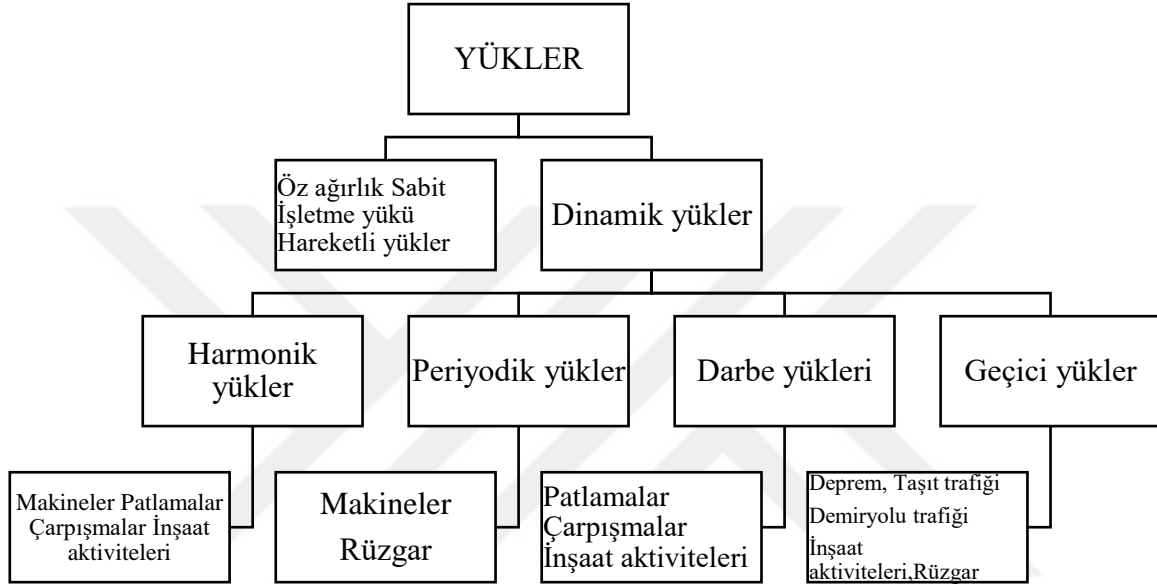 YÜKLER
Öz ağırlık Sabit
İşletme yükü
Hareketli yükler
Dinamik yükler
Harmonik
yükler
Periyodik yükler
Darbe yükleri
Geçici yükler
Makineler Patlamalar
Çarpışmalar İnşaat
aktiviteleri
Makineler
Rüzgar
Patlamalar
Çarpışmalar
İnşaat aktiviteleri
Deprem, Taşıt trafiği
Demiryolu trafiği
İnşaat
aktiviteleri,Rüzgar